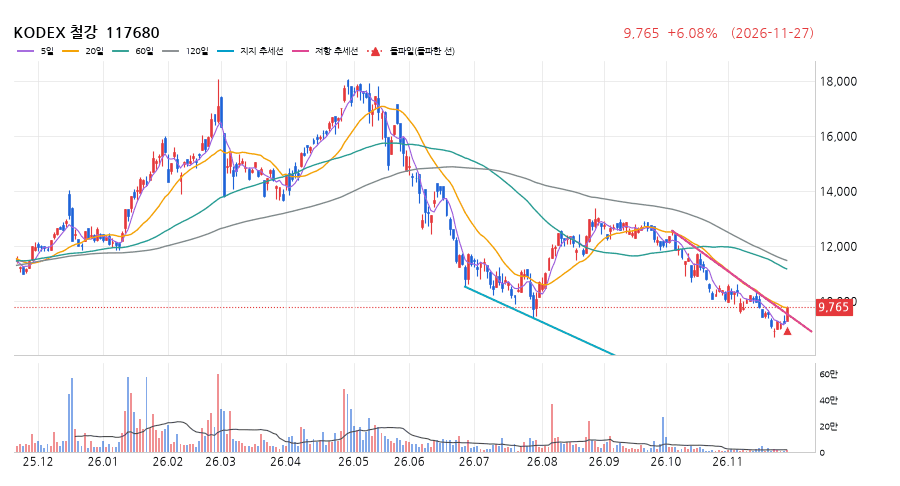 KODEX 철강 117680
9,765 +6.08% (2026-11-27)
5일 20일 60일 120일 지지 추세선 저항 추세선 돌파일(돌파한 선)
18,000
16,000
14,000
12,000
10,000
9,765
60만
40만
20만
0
25.12 26.01 26.02 26.03 26.04 26.05 26.06 26.07 26.08 26.09 26.10 26.11